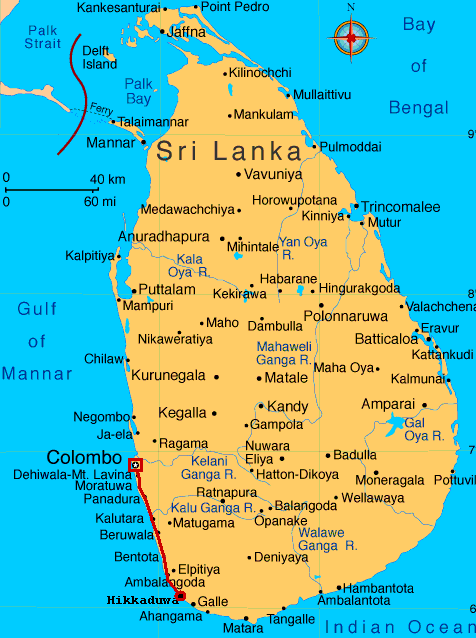 Kankesanturai
Point Pedro
Palk
Strait
Jaffna
Bay
of
Bengal
Delft
Island
Palk
Bay
Kilinochchi
Mullaittivu
Ferry
Talaimannar
Mankulam
9°
Mannar
Sri Lanka
Pulmoddai
0
40 km
0
60 mi
Vavuniya
Medawachchiya
Horowupotana
Trincomalee
Kinniya
Mutur
Anuradhapura
Mihintale
Yan Oya
R.
Kalpitiya
Kala
Oya R.
Habarane
Puttalam
Kekirawa
Hingurakgoda
8°
Mampuri
Polonnaruwa
Valachchena
Gulf
of
Mannar
Maho
Dambulla
Eravur
Nikaweratiya
Batticaloa
Mahaweli
Ganga R.
Kattankudi
Chilaw
Maha Oya
Kurunegala
Matale
Kalmunai
Negombo
Kegalla
Kandy
Amparai
Gampola
Gal
Oya R.
Ja-ela
Ragama
Nuwara
Eliya
7°
Colombo
Kelani
Ganga R.
Badulla
Dehiwala-Mt. Lavina
Hatton-Dikoya
Moneragala
Pottuvil
Moratuwa
Panadura
Ratnapura
Wellawaya
Kalu Ganga R.
Balangoda
Kalutara
Matugama
Opanake
Beruwala
Walawe
Ganga R.
Bentota
Deniyaya
Elpitiya
Ambalangoda
Hambantota
Hikkaduwa
Galle
Ambalantota
Ahangama
Tangalle
6°
Matara
Indian Ocean